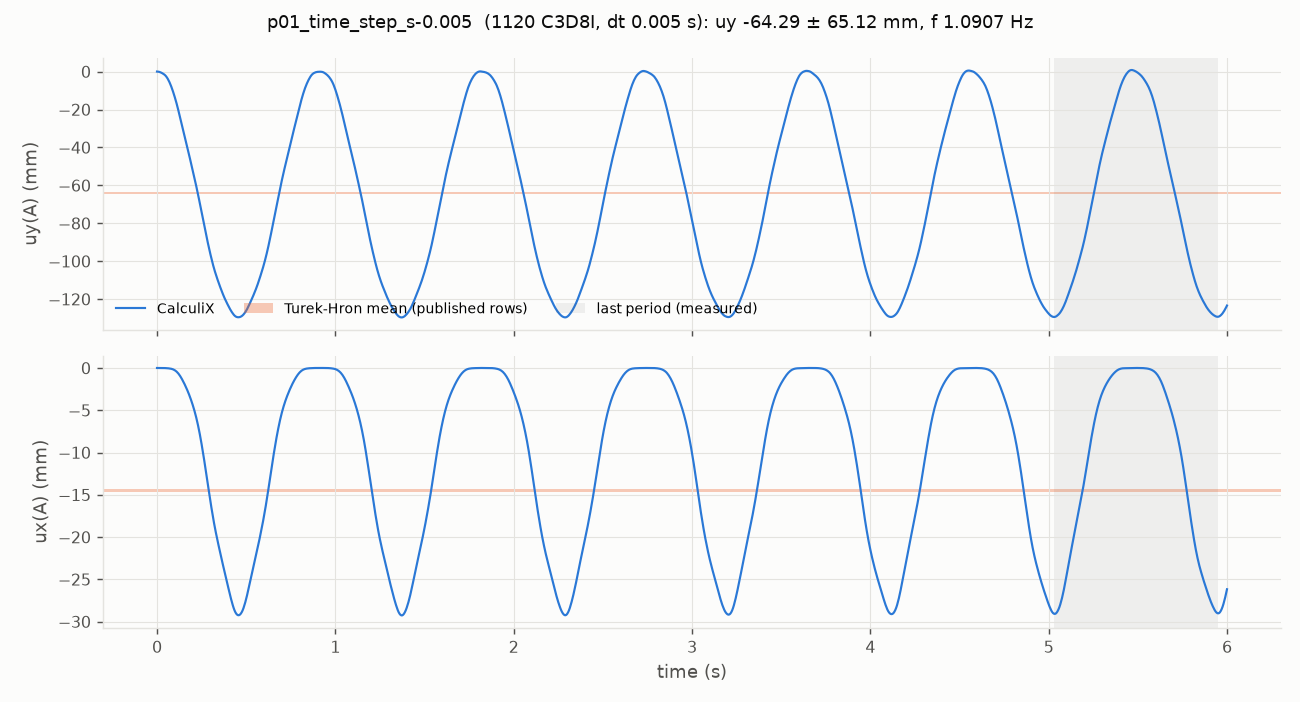 p01_time_step_s-0.005  (1120 C3D8I, dt 0.005 s): uy -64.29 ± 65.12 mm, f 1.0907 Hz
uy(A) (mm)
0
−20
−40
−60
−80
−100
−120
CalculiX
Turek-Hron mean (published rows)
last period (measured)
ux(A) (mm)
0
−5
−10
−15
−20
−25
−30
0 1 2 3 4 5 6
time (s)